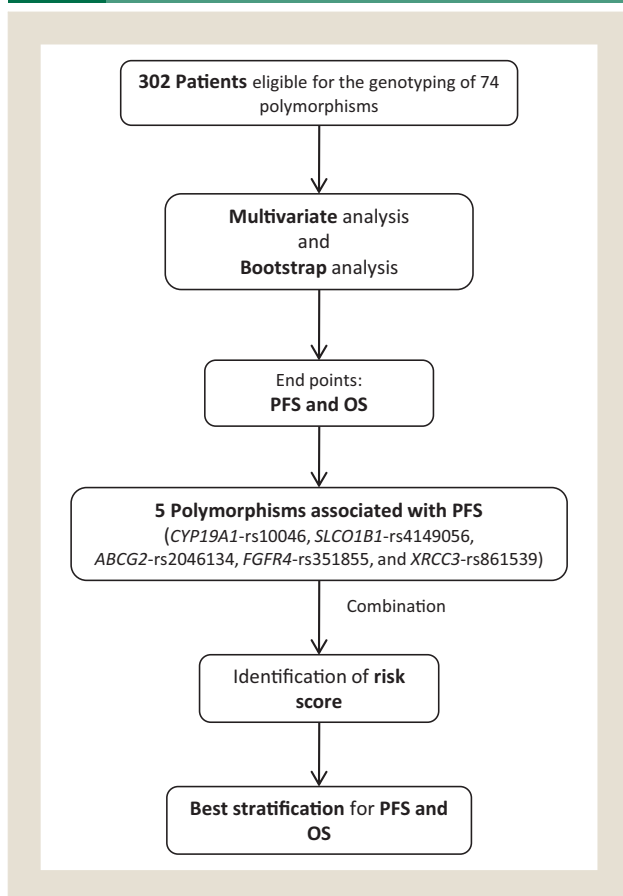 302 Patients eligible for the genotyping of 74
polymorphisms
Multivariate analysis
and
Bootstrap analysis
End points:
PFS and OS
5 Polymorphisms associated with PFS
(CYP19A1-rs10046, SLCO1B1-rs4149056,
ABCG2-rs2046134, FGFR4-rs351855, and XRCC3-rs861539)
Combination
Identification of risk
score
Best stratification for PFS and
OS